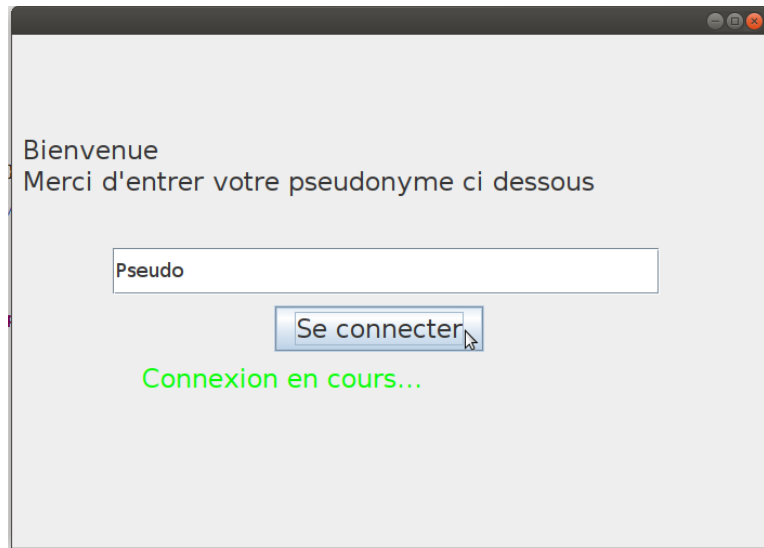 Bienvenue
Merci d'entrer votre pseudonyme ci dessous
Pseudo
Se connecter
Connexion en cours...